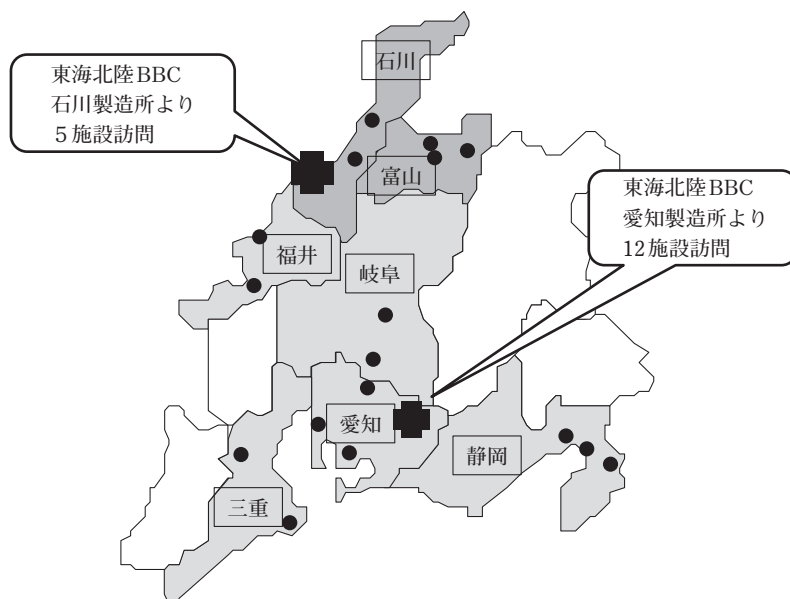 石川
東海北陸BBC
石川製造所より
5施設訪問
富山
東海北陸BBC
愛知製造所より
12施設訪問
福井
岐阜
愛知
静岡
三重